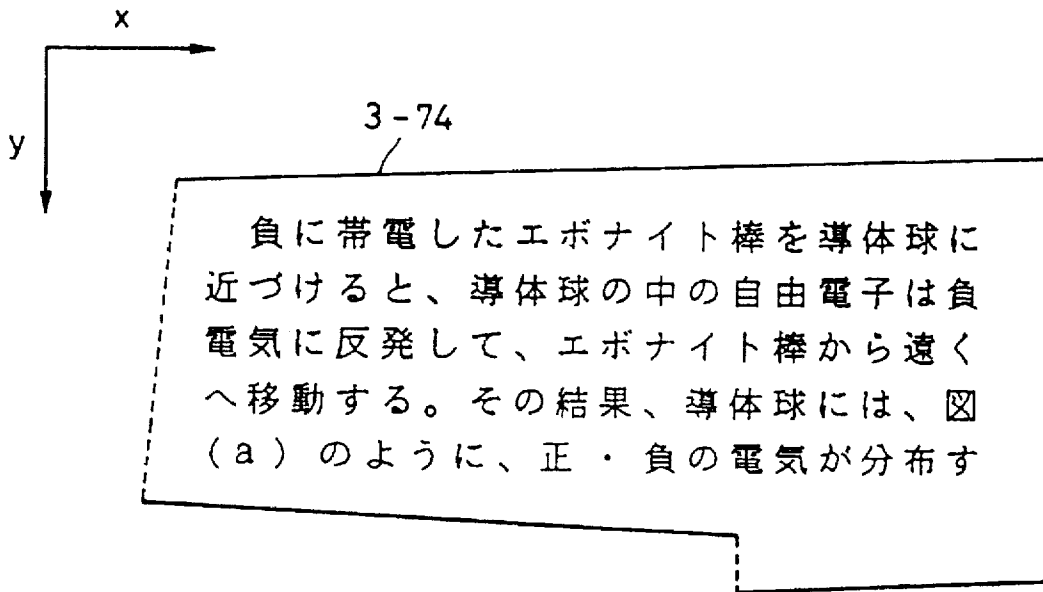 x
y
3-74
負に帯電したエボナイト棒を導体球に
近づけると、導体球の中の自由電子は負
電気に反発して、エボナイト棒から遠く
へ移動する。その結果、導体球には、図
(a)のように、正・負の電気が分布す